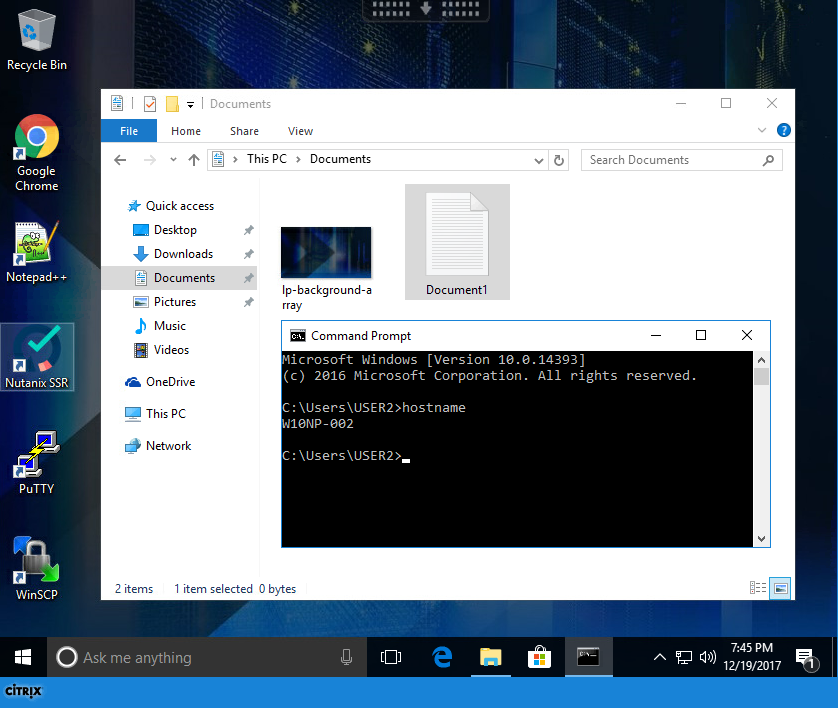 Recycle Bin
Google
Chrome
Notepad++
Nutanix SSR
PuTTY
WinSCP
Documents
File
Home
Share
View
?
This PC
Documents
Search Documents
Quick access
Desktop
Downloads
Documents
Pictures
Music
Videos
OneDrive
This PC
Network
lp-background-a
rray
Document1
C:\.
Command Prompt
Microsoft Windows [Version 10.0.14393]
(c) 2016 Microsoft Corporation. All rights reserved.
C:\Users\USER2>hostname
W10NP-002
C:\Users\USER2>
2 items
1 item selected
0 bytes
Ask me anything
7:45 PM
12/19/2017
1
CİTRİX